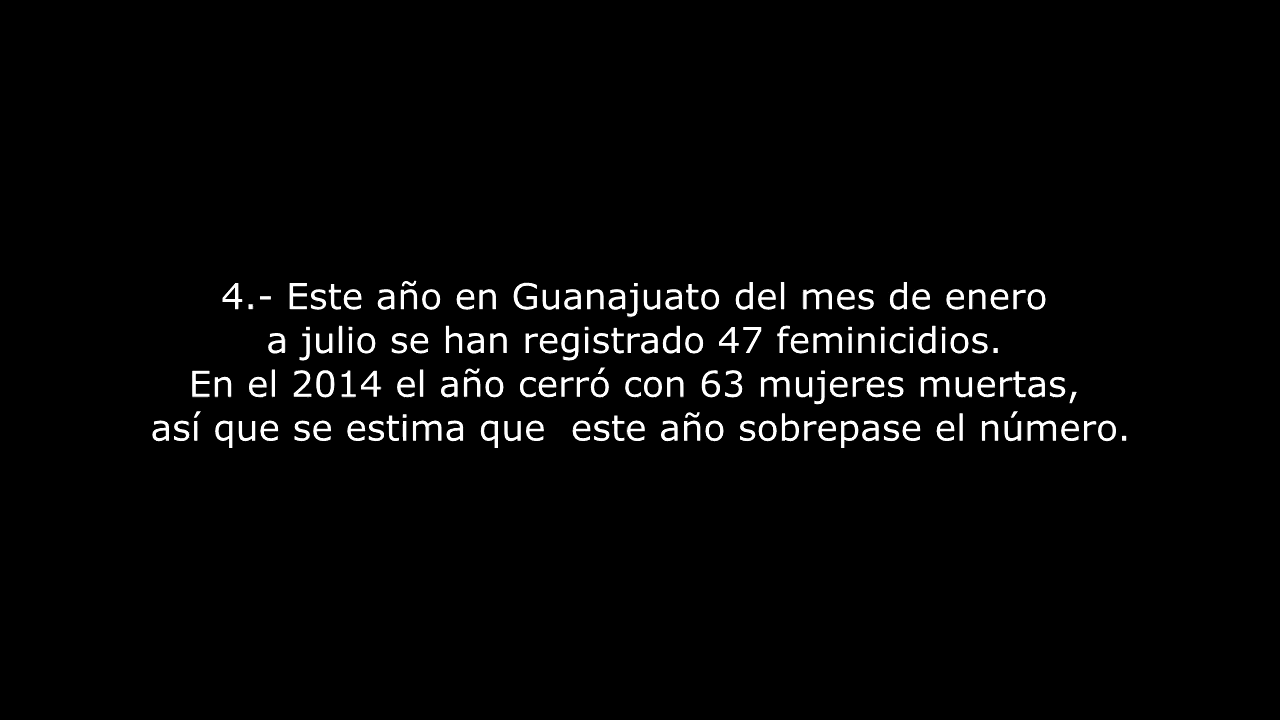 4.- Este año en Guanajuato del mes de enero
a julio se han registrado 47 feminicidios.
En el 2014 el año cerró con 63 mujeres muertas,
así que se estima que  este año sobrepase el número.